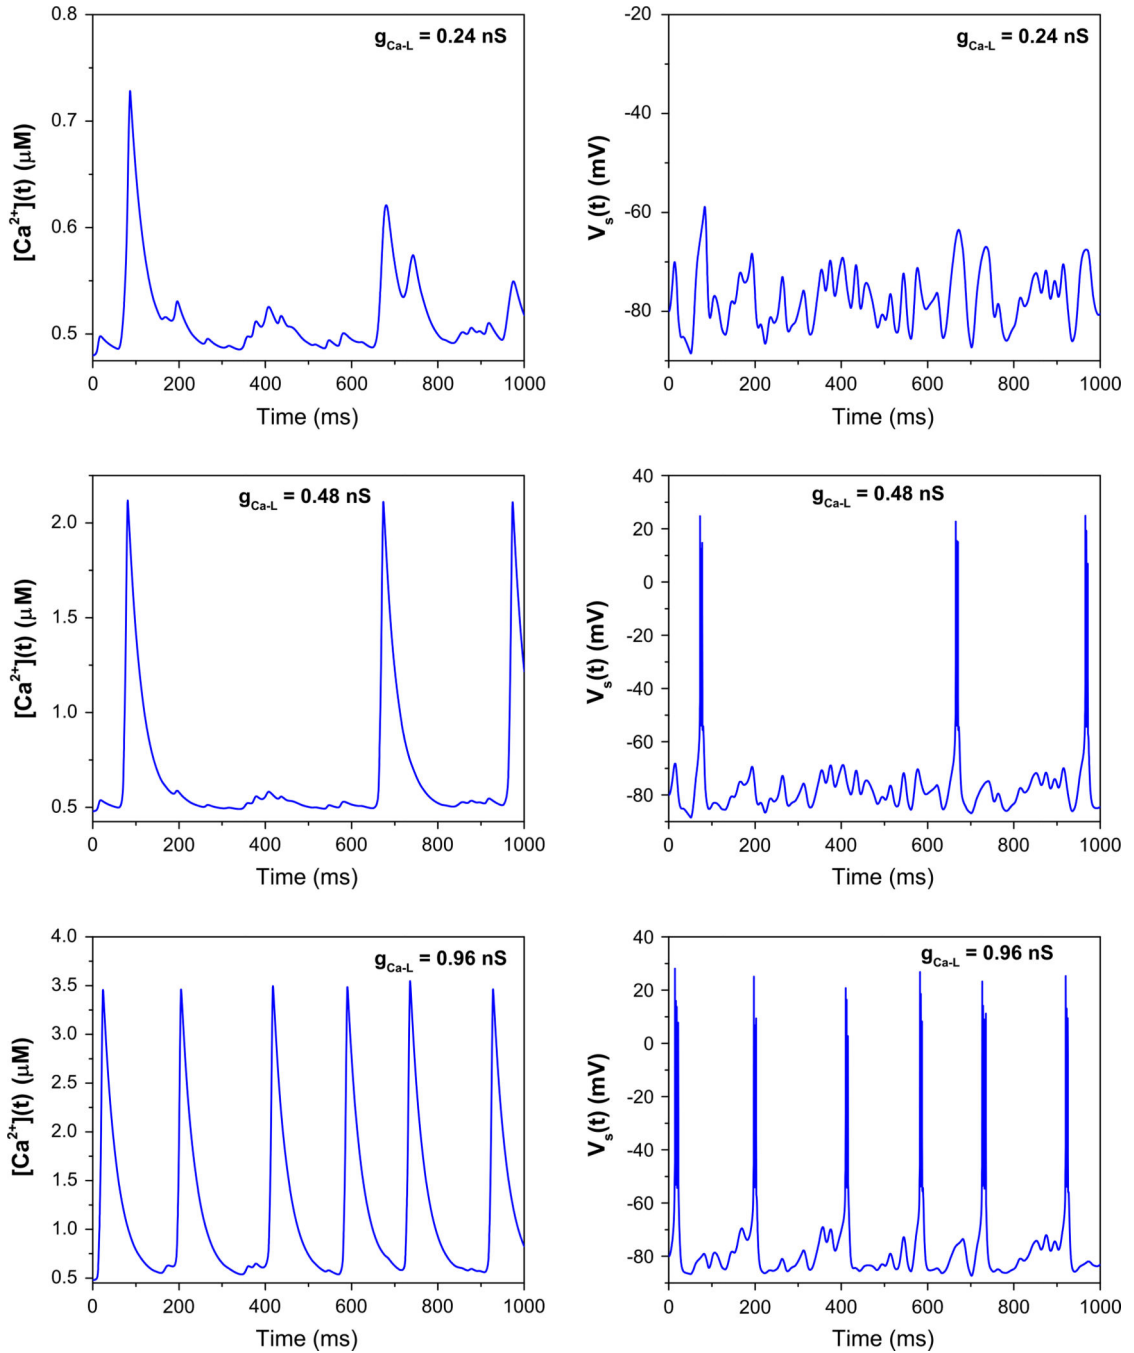 g_Ca-L = 0.24 nS
[Ca²⁺](t) (μM)
0.8
0.7
0.6
0.5
0 200 400 600 800 1000
Time (ms)
g_Ca-L = 0.24 nS
V_s(t) (mV)
-20
-40
-60
-80
0 200 400 600 800 1000
Time (ms)
g_Ca-L = 0.48 nS
[Ca²⁺](t) (μM)
2.0
1.5
1.0
0.5
0 200 400 600 800 1000
Time (ms)
g_Ca-L = 0.48 nS
V_s(t) (mV)
40
20
0
-20
-40
-60
-80
0 200 400 600 800 1000
Time (ms)
g_Ca-L = 0.96 nS
[Ca²⁺](t) (μM)
4.0
3.5
3.0
2.5
2.0
1.5
1.0
0.5
0 200 400 600 800 1000
Time (ms)
g_Ca-L = 0.96 nS
V_s(t) (mV)
40
20
0
-20
-40
-60
-80
0 200 400 600 800 1000
Time (ms)